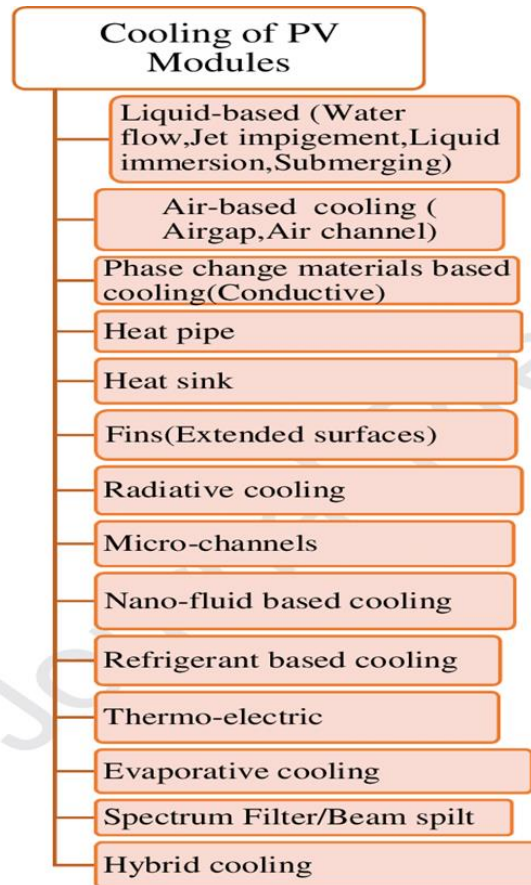 Cooling of PV
Modules
Liquid-based (Water
flow,Jet impigement,Liquid
immersion,Submerging)
Air-based cooling (
Airgap,Air channel)
Phase change materials based
cooling(Conductive)
Heat pipe
Heat sink
Fins(Extended surfaces)
Radiative cooling
Micro-channels
Nano-fluid based cooling
Refrigerant based cooling
Thermo-electric
Evaporative cooling
Spectrum Filter/Beam spilt
Hybrid cooling